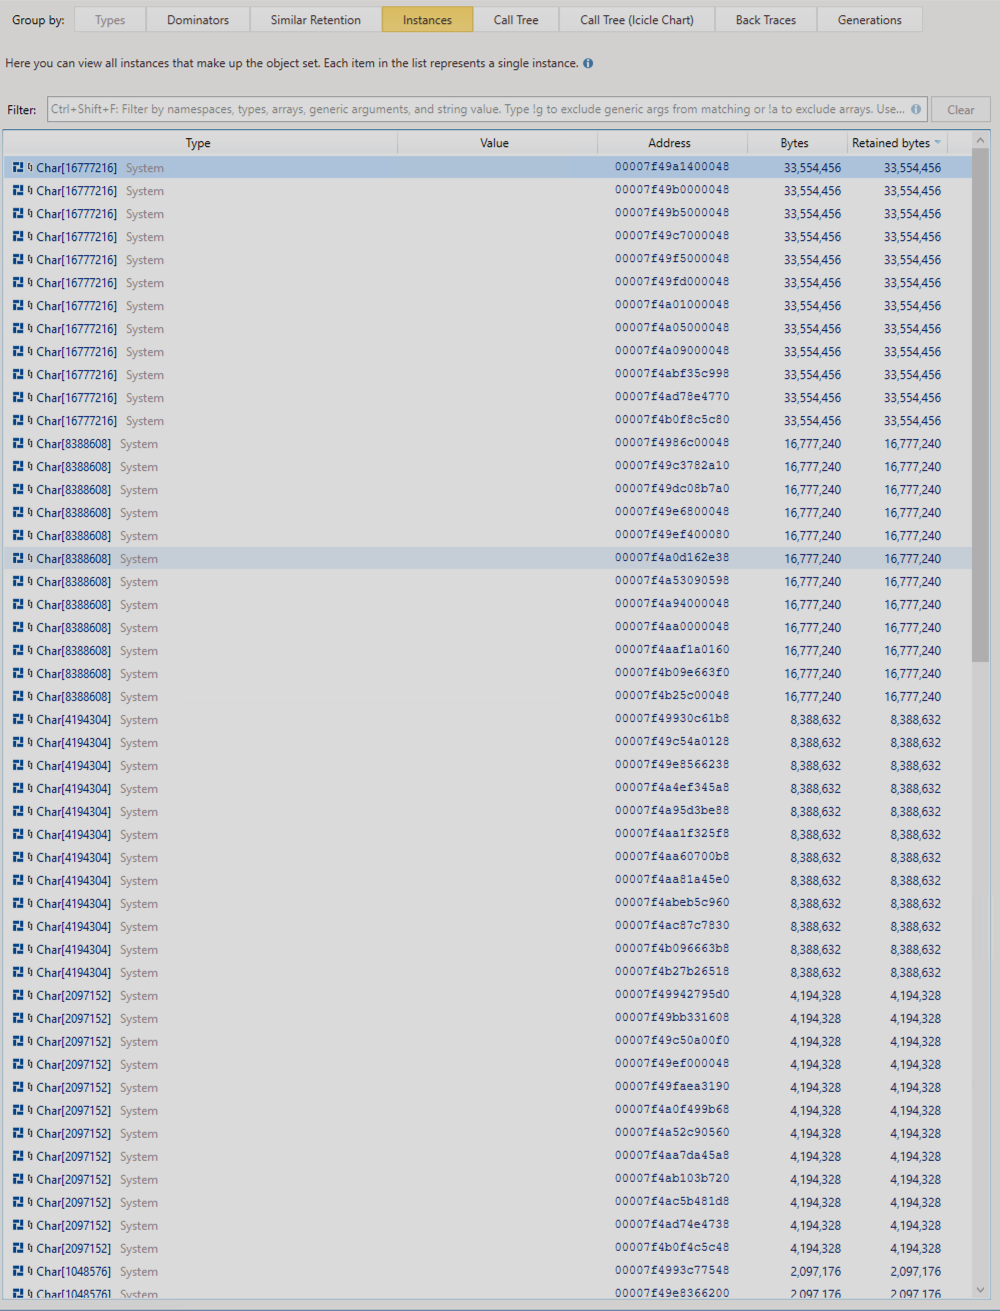 Group by: Types Dominators Similar Retention Instances Call Tree Call Tree (Icicle Chart) Back Traces Generations
Here you can view all instances that make up the object set. Each item in the list represents a single instance.
Filter: Ctrl+Shift+F: Filter by namespaces, types, arrays, generic arguments, and string value. Type !g to exclude generic args from matching or !a to exclude arrays. Use... Clear
Type Value Address Bytes Retained bytes
Char[16777216] System 00007f49a1400048 33,554,456 33,554,456
Char[16777216] System 00007f49b0000048 33,554,456 33,554,456
Char[16777216] System 00007f49b5000048 33,554,456 33,554,456
Char[16777216] System 00007f49c7000048 33,554,456 33,554,456
Char[16777216] System 00007f49f5000048 33,554,456 33,554,456
Char[16777216] System 00007f49fd000048 33,554,456 33,554,456
Char[16777216] System 00007f4a01000048 33,554,456 33,554,456
Char[16777216] System 00007f4a05000048 33,554,456 33,554,456
Char[16777216] System 00007f4a09000048 33,554,456 33,554,456
Char[16777216] System 00007f4abf35c998 33,554,456 33,554,456
Char[16777216] System 00007f4ad78e4770 33,554,456 33,554,456
Char[16777216] System 00007f4b0f8c5c80 33,554,456 33,554,456
Char[8388608] System 00007f4986c00048 16,777,240 16,777,240
Char[8388608] System 00007f49c3782a10 16,777,240 16,777,240
Char[8388608] System 00007f49dc08b7a0 16,777,240 16,777,240
Char[8388608] System 00007f49e6800048 16,777,240 16,777,240
Char[8388608] System 00007f49ef400080 16,777,240 16,777,240
Char[8388608] System 00007f4a0d162e38 16,777,240 16,777,240
Char[8388608] System 00007f4a53090598 16,777,240 16,777,240
Char[8388608] System 00007f4a94000048 16,777,240 16,777,240
Char[8388608] System 00007f4aa0000048 16,777,240 16,777,240
Char[8388608] System 00007f4aaf1a0160 16,777,240 16,777,240
Char[8388608] System 00007f4b09e663f0 16,777,240 16,777,240
Char[8388608] System 00007f4b25c00048 16,777,240 16,777,240
Char[4194304] System 00007f49930c61b8 8,388,632 8,388,632
Char[4194304] System 00007f49c54a0128 8,388,632 8,388,632
Char[4194304] System 00007f49e8566238 8,388,632 8,388,632
Char[4194304] System 00007f4a4ef345a8 8,388,632 8,388,632
Char[4194304] System 00007f4a95d3be88 8,388,632 8,388,632
Char[4194304] System 00007f4aa1f325f8 8,388,632 8,388,632
Char[4194304] System 00007f4aa60700b8 8,388,632 8,388,632
Char[4194304] System 00007f4aa81a45e0 8,388,632 8,388,632
Char[4194304] System 00007f4abeb5c960 8,388,632 8,388,632
Char[4194304] System 00007f4ac87c7830 8,388,632 8,388,632
Char[4194304] System 00007f4b096663b8 8,388,632 8,388,632
Char[4194304] System 00007f4b27b26518 8,388,632 8,388,632
Char[2097152] System 00007f49942795d0 4,194,328 4,194,328
Char[2097152] System 00007f49bb331608 4,194,328 4,194,328
Char[2097152] System 00007f49c50a00f0 4,194,328 4,194,328
Char[2097152] System 00007f49ef000048 4,194,328 4,194,328
Char[2097152] System 00007f49faea3190 4,194,328 4,194,328
Char[2097152] System 00007f4a0f499b68 4,194,328 4,194,328
Char[2097152] System 00007f4a52c90560 4,194,328 4,194,328
Char[2097152] System 00007f4aa7da45a8 4,194,328 4,194,328
Char[2097152] System 00007f4ab103b720 4,194,328 4,194,328
Char[2097152] System 00007f4ac5b481d8 4,194,328 4,194,328
Char[2097152] System 00007f4ad74e4738 4,194,328 4,194,328
Char[2097152] System 00007f4b0f4c5c48 4,194,328 4,194,328
Char[1048576] System 00007f4993c77548 2,097,176 2,097,176
Char[1048576] System 00007f49e8366200 2,097,176 2,097,176